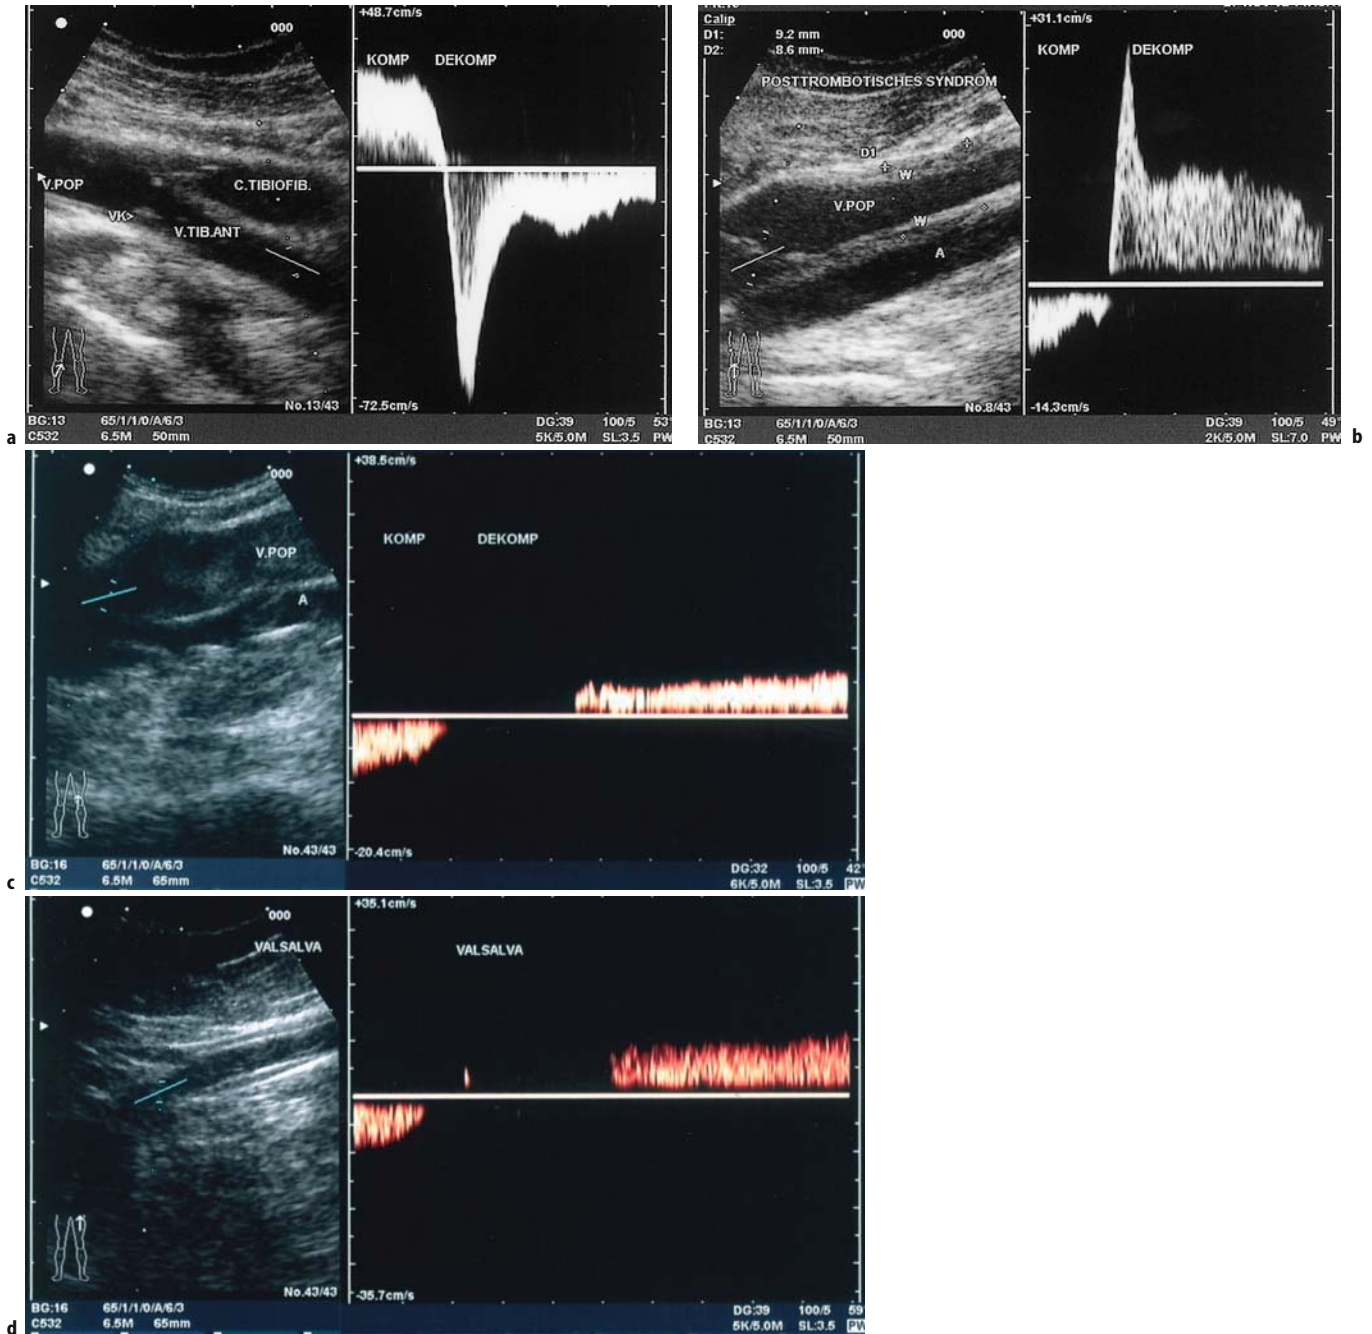 +48.7cm/s
000
KOMP DEKOMP
V.POP
C.TIBIOFIB.
VK>
V.TIB.ANT
No.13/43
-72.5cm/s
BG:13 65/1/1/0/A/6/3 DG:39 100/5 53°
C532 6.5M 50mm 5K/5.0M SL:3.5 PW
a
Calip
D1: 9.2 mm
D2: 8.6 mm
000
+31.1cm/s
KOMP DEKOMP
POSTTROMBOTISCHES SYNDROM
D1
W
V.POP
W
A
No.8/43
-14.3cm/s
BG:13 65/1/1/0/A/6/3 DG:39 100/5 49°
C532 6.5M 50mm 2K/5.0M SL:7.0 PW
b
000
+38.5cm/s
KOMP DEKOMP
V.POP
A
No.43/43
-20.4cm/s
BG:16 65/1/1/0/A/6/3 DG:32 100/5 42°
C532 6.5M 65mm 6K/5.0M SL:3.5 PW
c
000
+35.1cm/s
VALSALVA
VALSALVA
No.43/43
-35.7cm/s
BG:16 65/1/1/0/A/6/3 DG:39 100/5 59°
C532 6.5M 65mm 5K/5.0M SL:3.5 PW
d